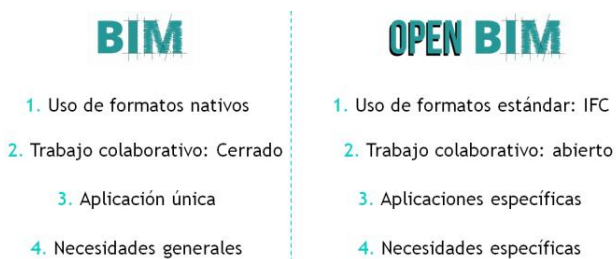 BIM
1. Uso de formatos nativos
2. Trabajo colaborativo: Cerrado
3. Aplicación única
4. Necesidades generales
OPEN BIM
1. Uso de formatos estándar: IFC
2. Trabajo colaborativo: abierto
3. Aplicaciones específicas
4. Necesidades específicas